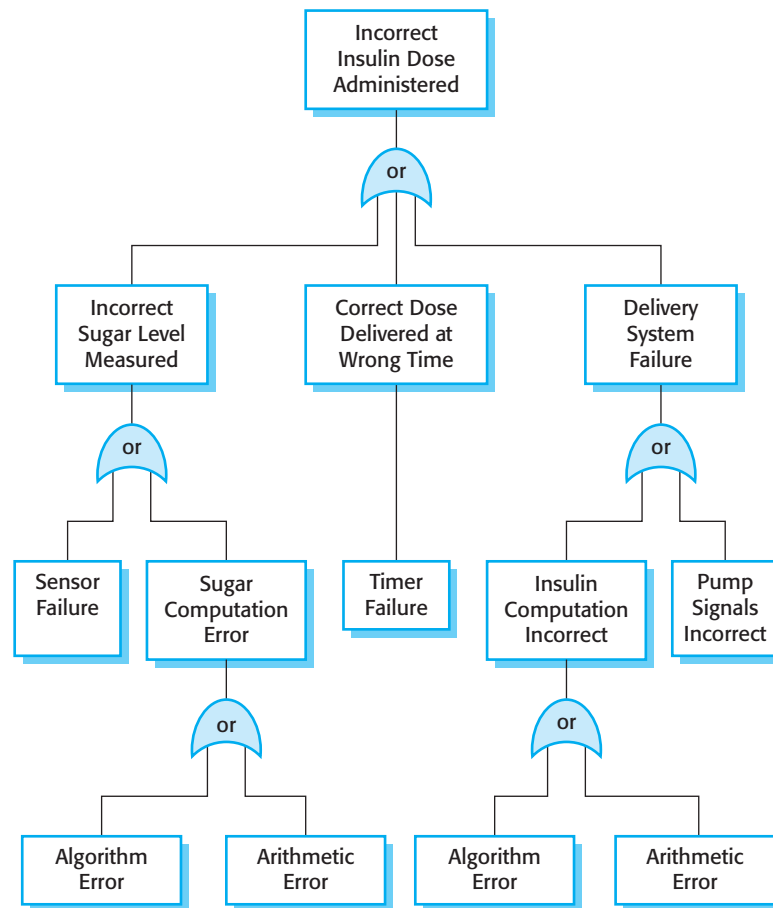 Incorrect
Insulin Dose
Administered
or
Incorrect
Sugar Level
Measured
Correct Dose
Delivered at
Wrong Time
Delivery
System
Failure
or
or
Sensor
Failure
Sugar
Computation
Error
Timer
Failure
Insulin
Computation
Incorrect
Pump
Signals
Incorrect
or
or
Algorithm
Error
Arithmetic
Error
Algorithm
Error
Arithmetic
Error